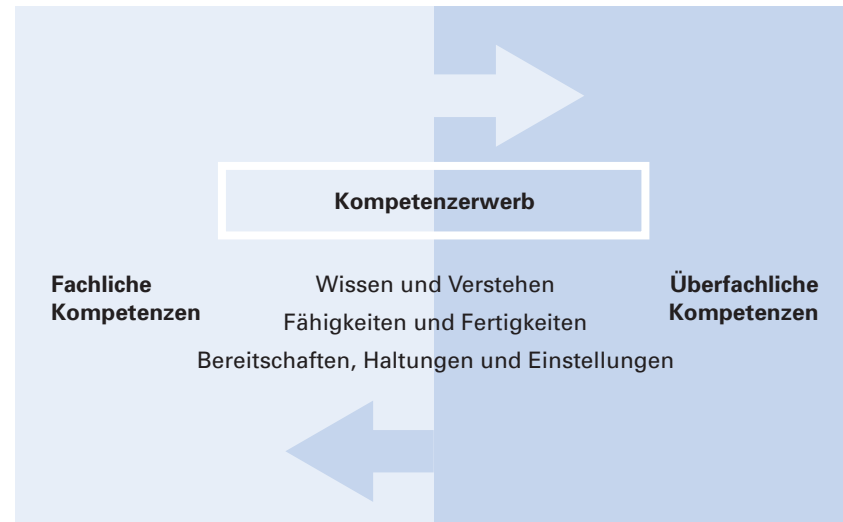 Kompetenzerwerb
Fachliche
Kompetenzen
Wissen und Verstehen
Fähigkeiten und Fertigkeiten
Bereitschaften, Haltungen und Einstellungen
Überfachliche
Kompetenzen